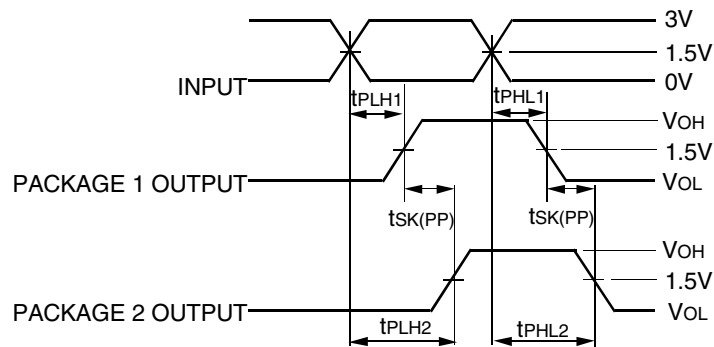 3V
1.5V
INPUT
0V
tPLH1
tPHL1
VOH
1.5V
PACKAGE 1 OUTPUT
VOL
tSK(PP)
tSK(PP)
VOH
1.5V
PACKAGE 2 OUTPUT
VOL
tPLH2
tPHL2